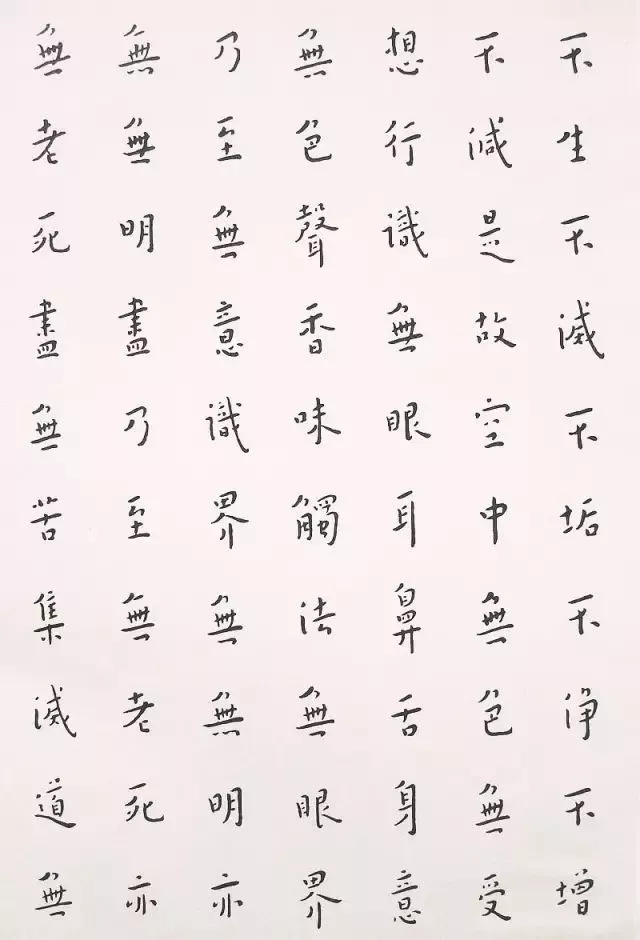 不生不滅不垢不淨不增
不減是故空中無色無受
想行識無眼耳鼻舌身意
無色聲香味觸法無眼界
乃至無意識界無無明亦
無無明盡乃至無老死亦
無老死盡無苦集滅道無